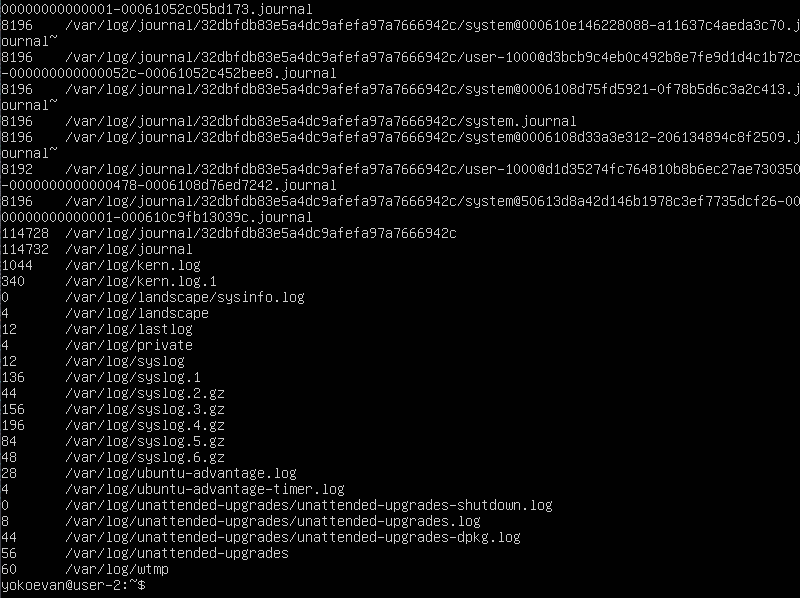 00000000000001-00061052c05bd173.journal
8196    /var/log/journal/32dbfdb83e5a4dc9afefa97a7666942c/system@000610e146228088-a11637c4aeda3c70.j
ournal~
8196    /var/log/journal/32dbfdb83e5a4dc9afefa97a7666942c/user-1000@d3bcb9c4eb0c492b8e7fe9d1d4c1b72c
-000000000000052c-00061052c452bee8.journal
8196    /var/log/journal/32dbfdb83e5a4dc9afefa97a7666942c/system@0006108d75fd5921-0f78b5d6c3a2c413.j
ournal~
8196    /var/log/journal/32dbfdb83e5a4dc9afefa97a7666942c/system.journal
8196    /var/log/journal/32dbfdb83e5a4dc9afefa97a7666942c/system@0006108d33a3e312-206134894c8f2509.j
ournal~
8192    /var/log/journal/32dbfdb83e5a4dc9afefa97a7666942c/user-1000@d1d35274fc764810b8b6ec27ae730350
-0000000000000478-0006108d76ed7242.journal
8196    /var/log/journal/32dbfdb83e5a4dc9afefa97a7666942c/system@50613d8a42d146b1978c3ef7735dcf26-00
00000000000001-000610c9fb13039c.journal
114728  /var/log/journal/32dbfdb83e5a4dc9afefa97a7666942c
114732  /var/log/journal
1044    /var/log/kern.log
340     /var/log/kern.log.1
0       /var/log/landscape/sysinfo.log
4       /var/log/landscape
12      /var/log/lastlog
4       /var/log/private
12      /var/log/syslog
136     /var/log/syslog.1
44      /var/log/syslog.2.gz
156     /var/log/syslog.3.gz
196     /var/log/syslog.4.gz
84      /var/log/syslog.5.gz
48      /var/log/syslog.6.gz
28      /var/log/ubuntu-advantage.log
4       /var/log/ubuntu-advantage-timer.log
0       /var/log/unattended-upgrades/unattended-upgrades-shutdown.log
8       /var/log/unattended-upgrades/unattended-upgrades.log
44      /var/log/unattended-upgrades/unattended-upgrades-dpkg.log
56      /var/log/unattended-upgrades
60      /var/log/wtmp
yokoevan@user-2:~$